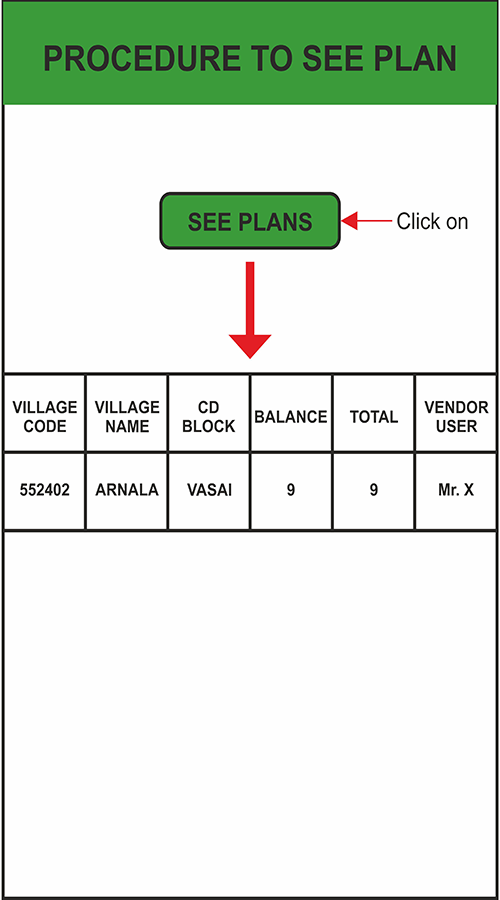 PROCEDURE TO SEE PLAN
SEE PLANS
Click on
VILLAGE CODE
VILLAGE NAME
CD BLOCK
BALANCE
TOTAL
VENDOR USER
552402
ARNALA
VASAI
9
9
Mr. X